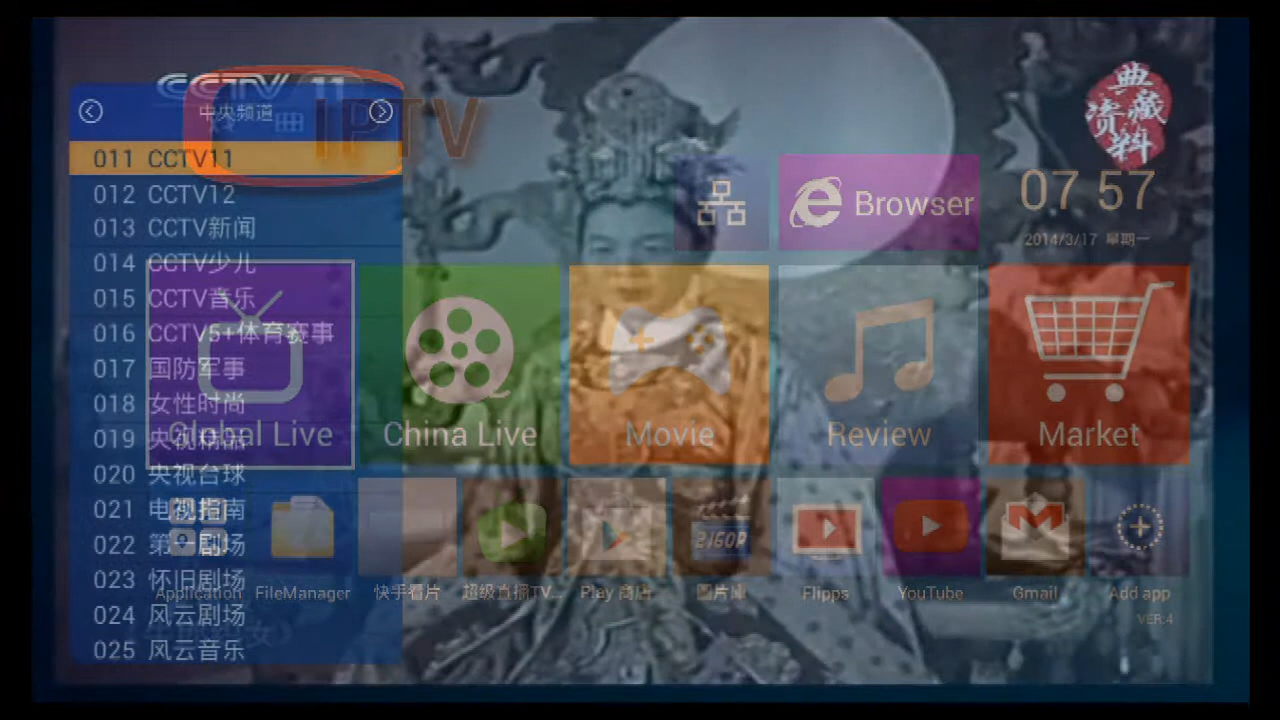 CCTV 11
IPTV
中央频道
典藏
资料
011 CCTV11
012 CCTV12
013 CCTV新闻
014 CCTV少儿
015 CCTV音乐
016 CCTV5+体育赛事
017 国防军事
018 女性时尚
019 央视精品
020 央视台球
021 电视指南
022 第一剧场
023 怀旧剧场
024 风云剧场
025 风云音乐
Browser
07 57
2014/3/17 星期一
Global Live
China Live
Movie
Review
Market
2160P
Application
FileManager
快手看片
超级直播TV...
Play 商店
图片库
Flipps
YouTube
Gmail
Add app
VER:4